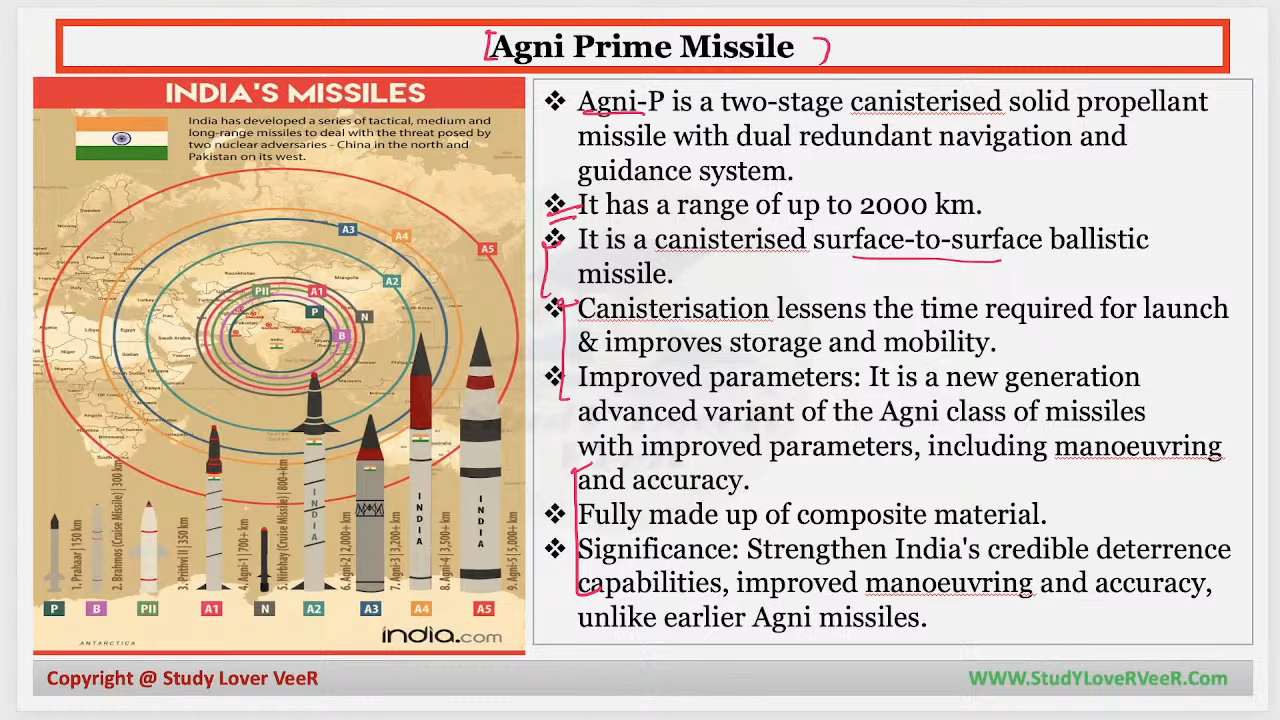 Agni Prime Missile
INDIA'S MISSILES
India has developed a series of tactical, medium and
long-range missiles to deal with the threat posed by
two nuclear adversaries - China in the north and
Pakistan on its west.
A3
A4
A5
A2
PII
A1
P
N
B
1. Prahaar | 150 km
2. Brahmos (Cruise Missile) | 300 km
3. Prithvi II | 350 km
4. Agni-1 | 700+ km
5. Nirbhay (Cruise Missile) | 800+km
6. Agni-2 | 2,000+ km
7. Agni-3 | 3,200+ km
8. Agni-4 | 3,500+ km
9. Agni-5 | 5,000+ km
INDIA
INDIA
INDIA
P
B
PII
A1
N
A2
A3
A4
A5
ANTARCTICA
india.com
❖ Agni-P is a two-stage canisterised solid propellant
missile with dual redundant navigation and
guidance system.
❖ It has a range of up to 2000 km.
❖ It is a canisterised surface-to-surface ballistic
missile.
❖ Canisterisation lessens the time required for launch
& improves storage and mobility.
❖ Improved parameters: It is a new generation
advanced variant of the Agni class of missiles
with improved parameters, including manoeuvring
and accuracy.
❖ Fully made up of composite material.
❖ Significance: Strengthen India's credible deterrence
capabilities, improved manoeuvring and accuracy,
unlike earlier Agni missiles.
Copyright @ Study Lover VeeR
WWW.StudYLoveRVeeR.Com